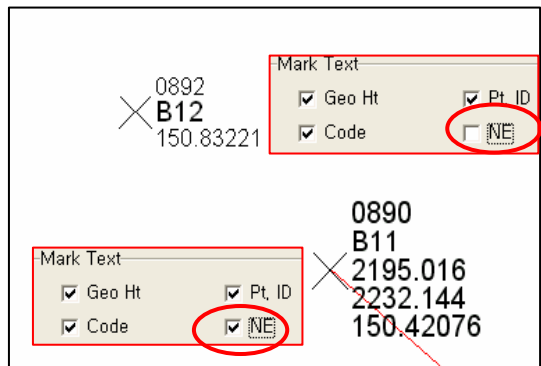 0892
B12
150.83221
Mark Text
Geo Ht
Pt, ID
Code
NE
0890
B11
2195.016
2232.144
150.42076
Mark Text
Geo Ht
Pt, ID
Code
NE